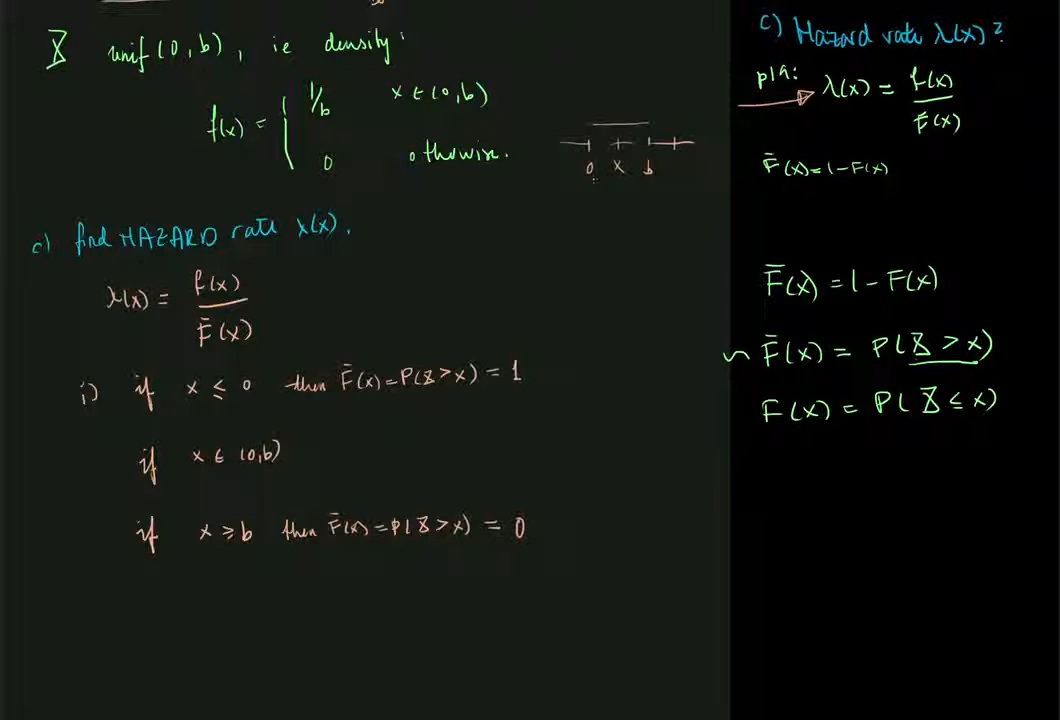 X unif(0, b), ie density:
f(x) = { 1/b x ∈ (0, b)
0 otherwise.
0 x b
c) find HAZARD rate λ(x).
λ(x) = f(x) / F̄(x)
i) if x ≤ 0 then F̄(x) = P(X > x) = 1
if x ∈ (0, b)
if x ≥ b then F̄(x) = P(X > x) = 0
c) Hazard rate λ(x)?
p19: λ(x) = f(x) / F̄(x)
F̄(x) = 1 - F(x)
F̄(x) = 1 - F(x)
F̄(x) = P(X > x)
F(x) = P(X ≤ x)